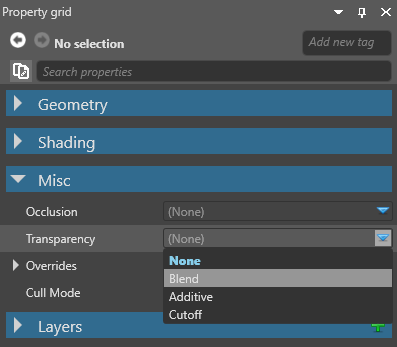 Property grid
No selection
Add new tag
Search properties
Geometry
Shading
Misc
Occlusion (None)
Transparency (None)
None
Overrides Blend
Additive
Cull Mode Cutoff
Layers